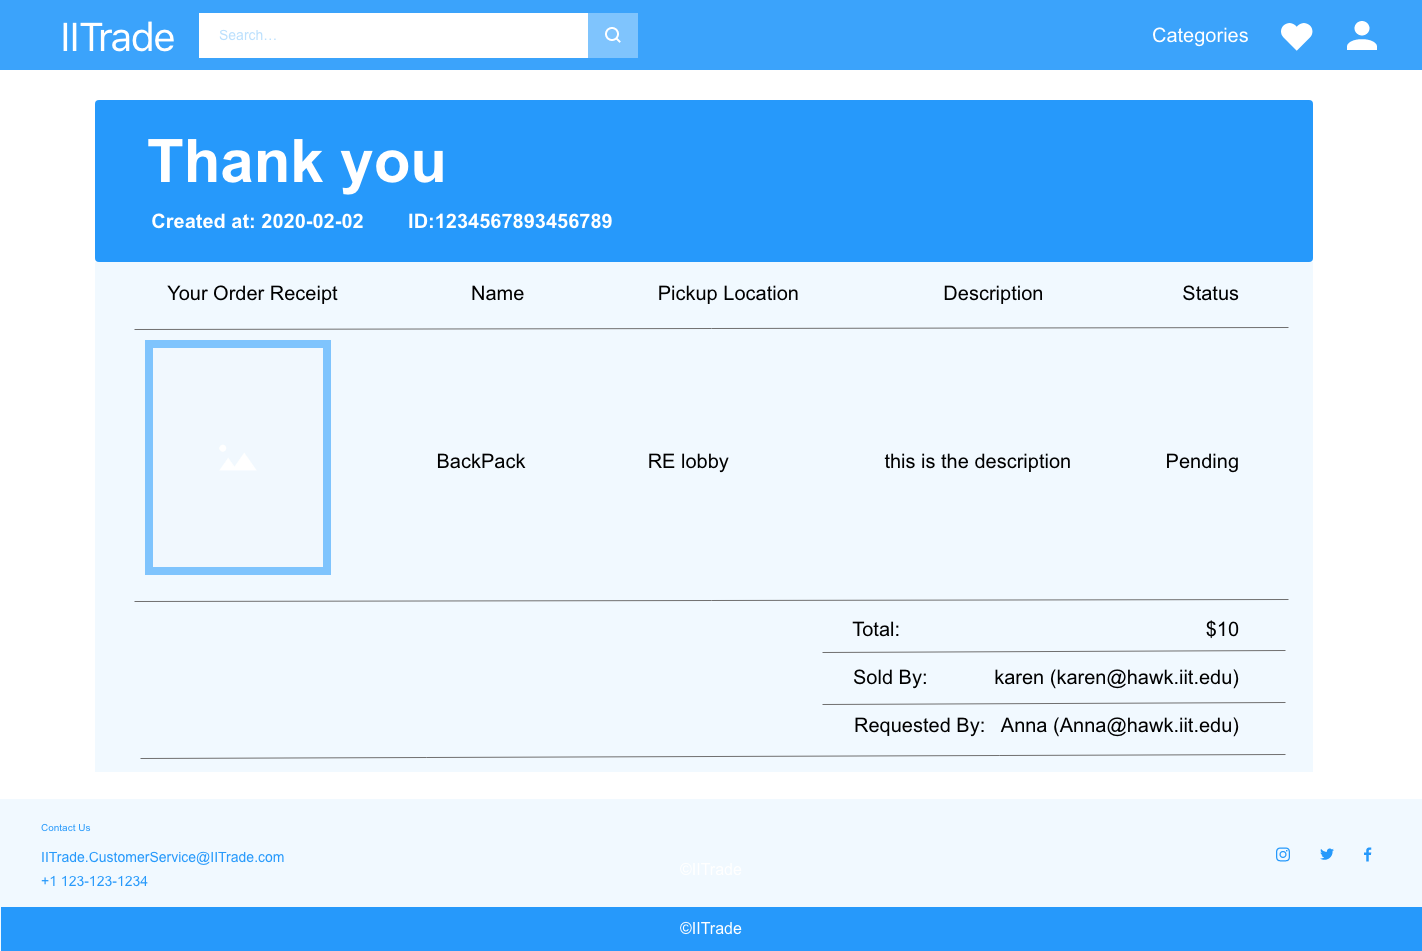 IITrade
Search...
Categories
Thank you
Created at: 2020-02-02 ID:1234567893456789
Your Order Receipt Name Pickup Location Description Status
BackPack RE lobby this is the description Pending
Total: $10
Sold By: karen (karen@hawk.iit.edu)
Requested By: Anna (Anna@hawk.iit.edu)
Contact Us
IITrade.CustomerService@IITrade.com
+1 123-123-1234
©IITrade
©IITrade